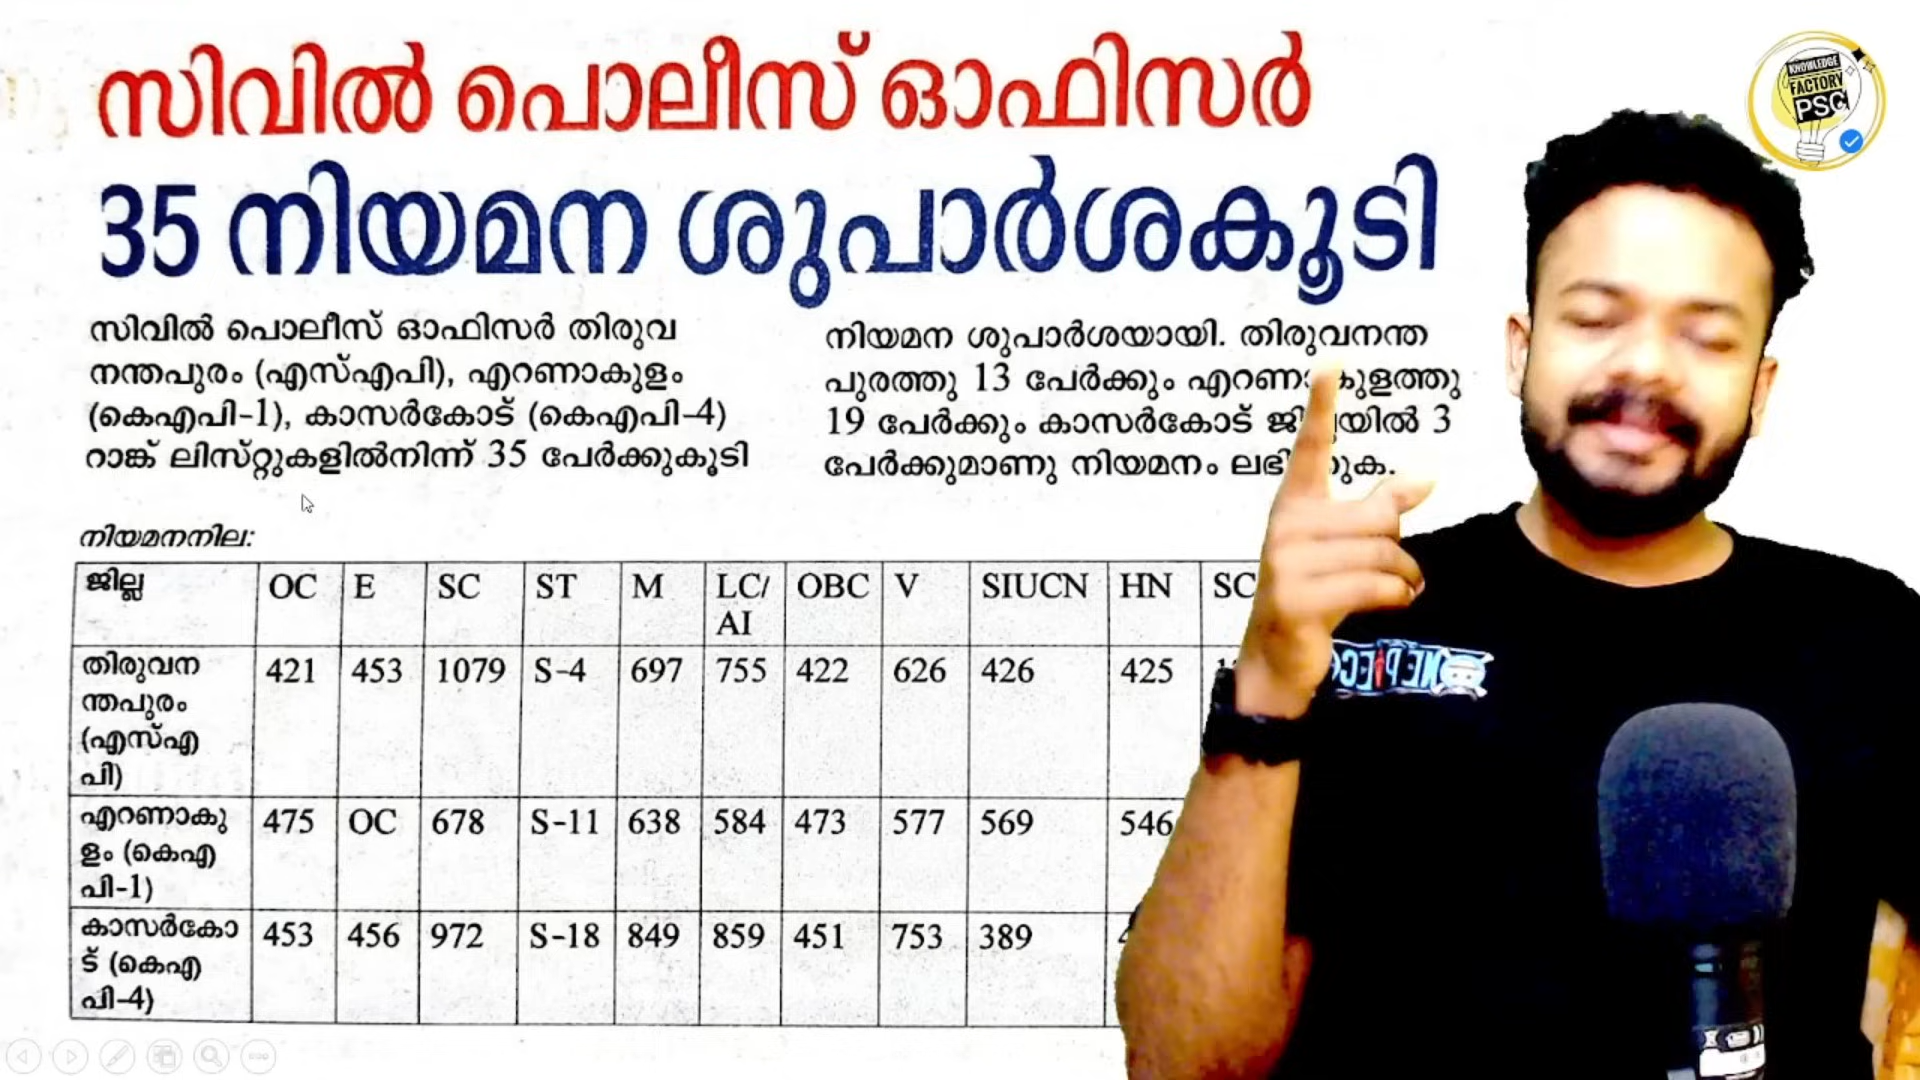 സിവിൽ പൊലീസ് ഓഫിസർ
35 നിയമന ശുപാർശകൂടി
സിവിൽ പൊലീസ് ഓഫിസർ തിരുവ
നന്തപുരം (എസ്എപി), എറണാകുളം
(കെഎപി-1), കാസർകോട് (കെഎപി-4)
റാങ്ക് ലിസ്റ്റുകളിൽനിന്ന് 35 പേർക്കുകൂടി
നിയമന ശുപാർശയായി. തിരുവനന്ത
പുരത്തു 13 പേർക്കും എറണാകുളത്തു
19 പേർക്കും കാസർകോട് 3
പേർക്കുമാണു നിയമനം
നിയമനനില:
ജില്ല OC E SC ST M LC/ AI OBC V SIUCN HN SC
തിരുവന ന്തപുരം (എസ്എ പി) 421 453 1079 S-4 697 755 422 626 426 425
എറണാകു ളം (കെഎ പി-1) 475 OC 678 S-11 638 584 473 577 569 546
കാസർകോ ട് (കെഎ പി-4) 453 456 972 S-18 849 859 451 753 389
KNOWLEDGE
FACTORY
PSC